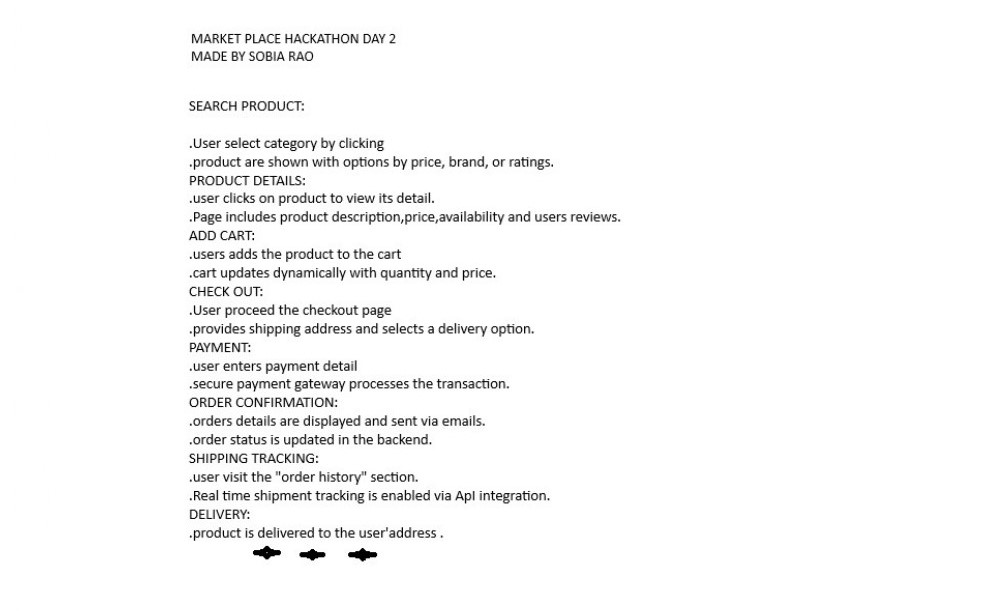 MARKET PLACE HACKATHON DAY 2
MADE BY SOBIA RAO
SEARCH PRODUCT:
.User select category by clicking
.product are shown with options by price, brand, or ratings.
PRODUCT DETAILS:
.user clicks on product to view its detail.
.Page includes product description,price,availability and users reviews.
ADD CART:
.users adds the product to the cart
.cart updates dynamically with quantity and price.
CHECK OUT:
.User proceed the checkout page
.provides shipping address and selects a delivery option.
PAYMENT:
.user enters payment detail
.secure payment gateway processes the transaction.
ORDER CONFIRMATION:
.orders details are displayed and sent via emails.
.order status is updated in the backend.
SHIPPING TRACKING:
.user visit the "order history" section.
.Real time shipment tracking is enabled via ApI integration.
DELIVERY:
.product is delivered to the user'address .